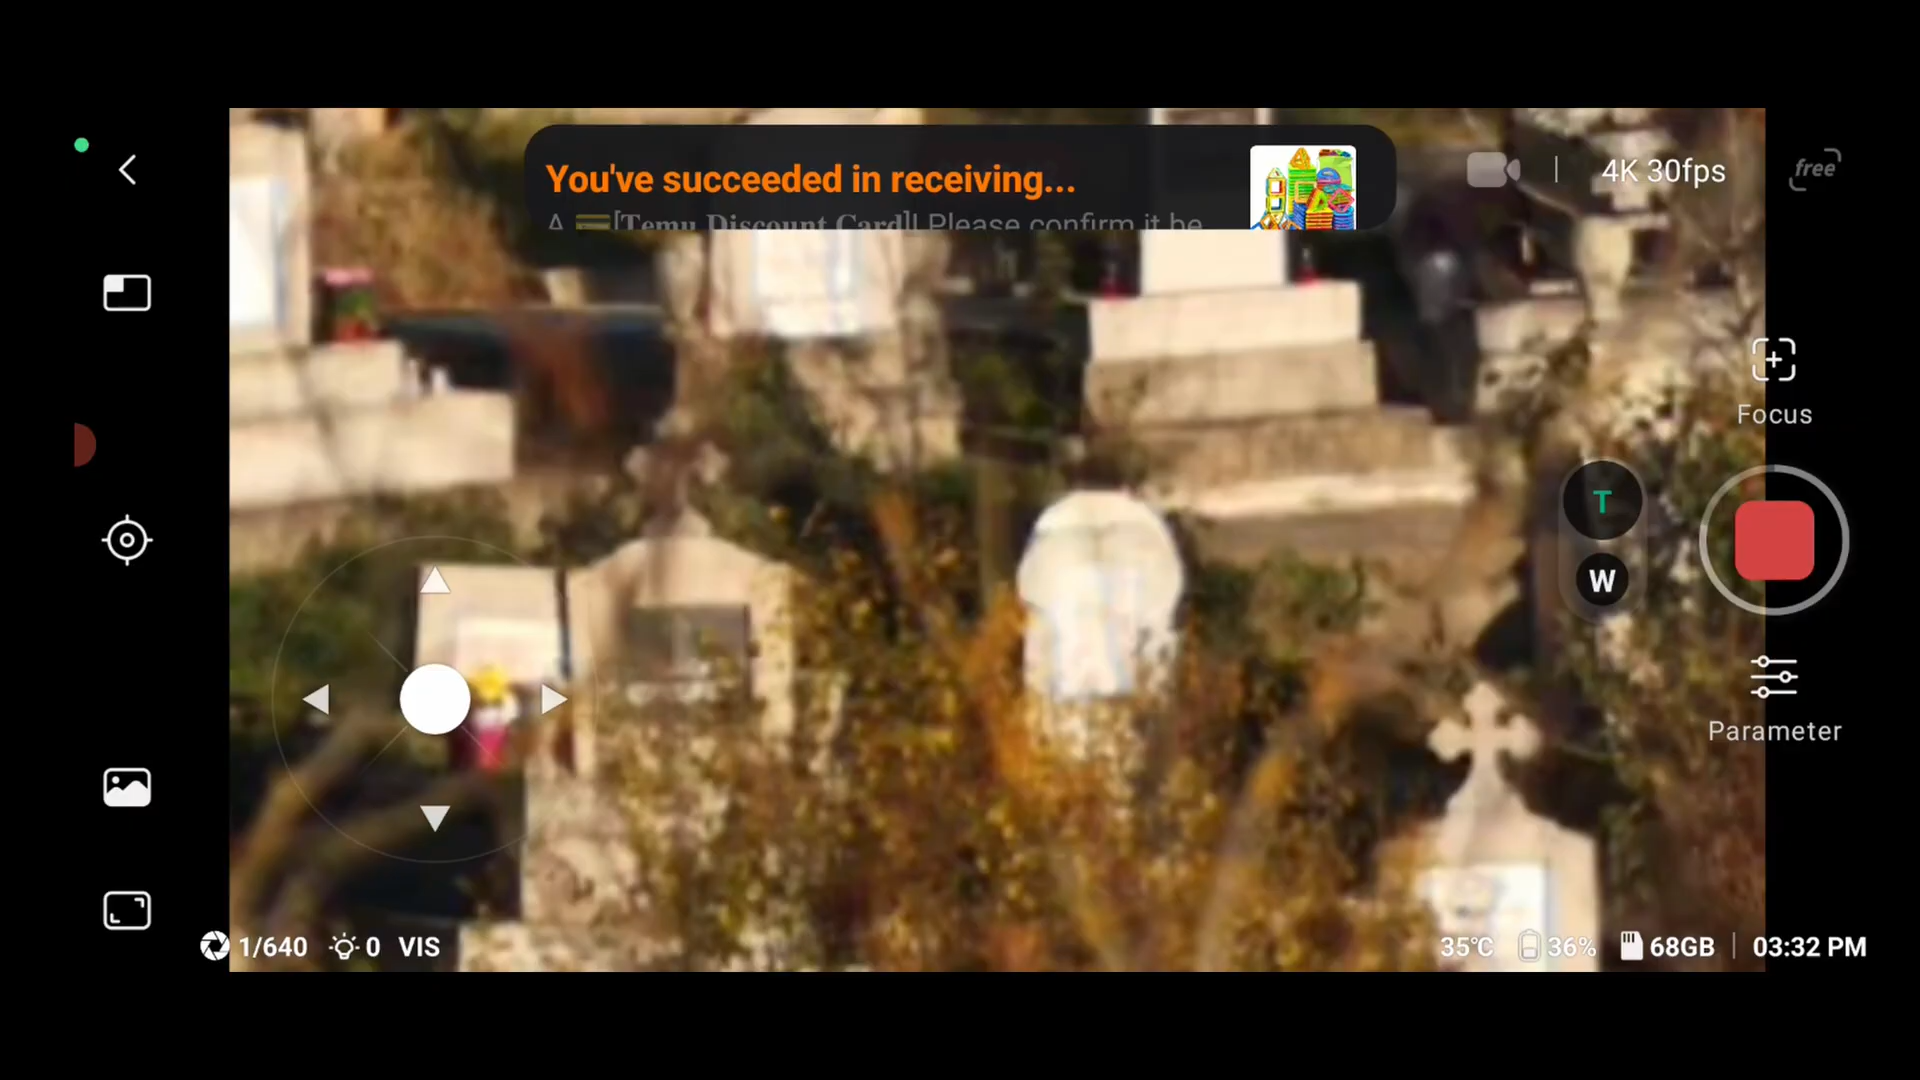 You've succeeded in receiving...
A 💳[Temu Discount Card]! Please confirm it be
4K 30fps
free
Focus
T
W
Parameter
1/640
0
VIS
35℃
36%
68GB
03:32 PM